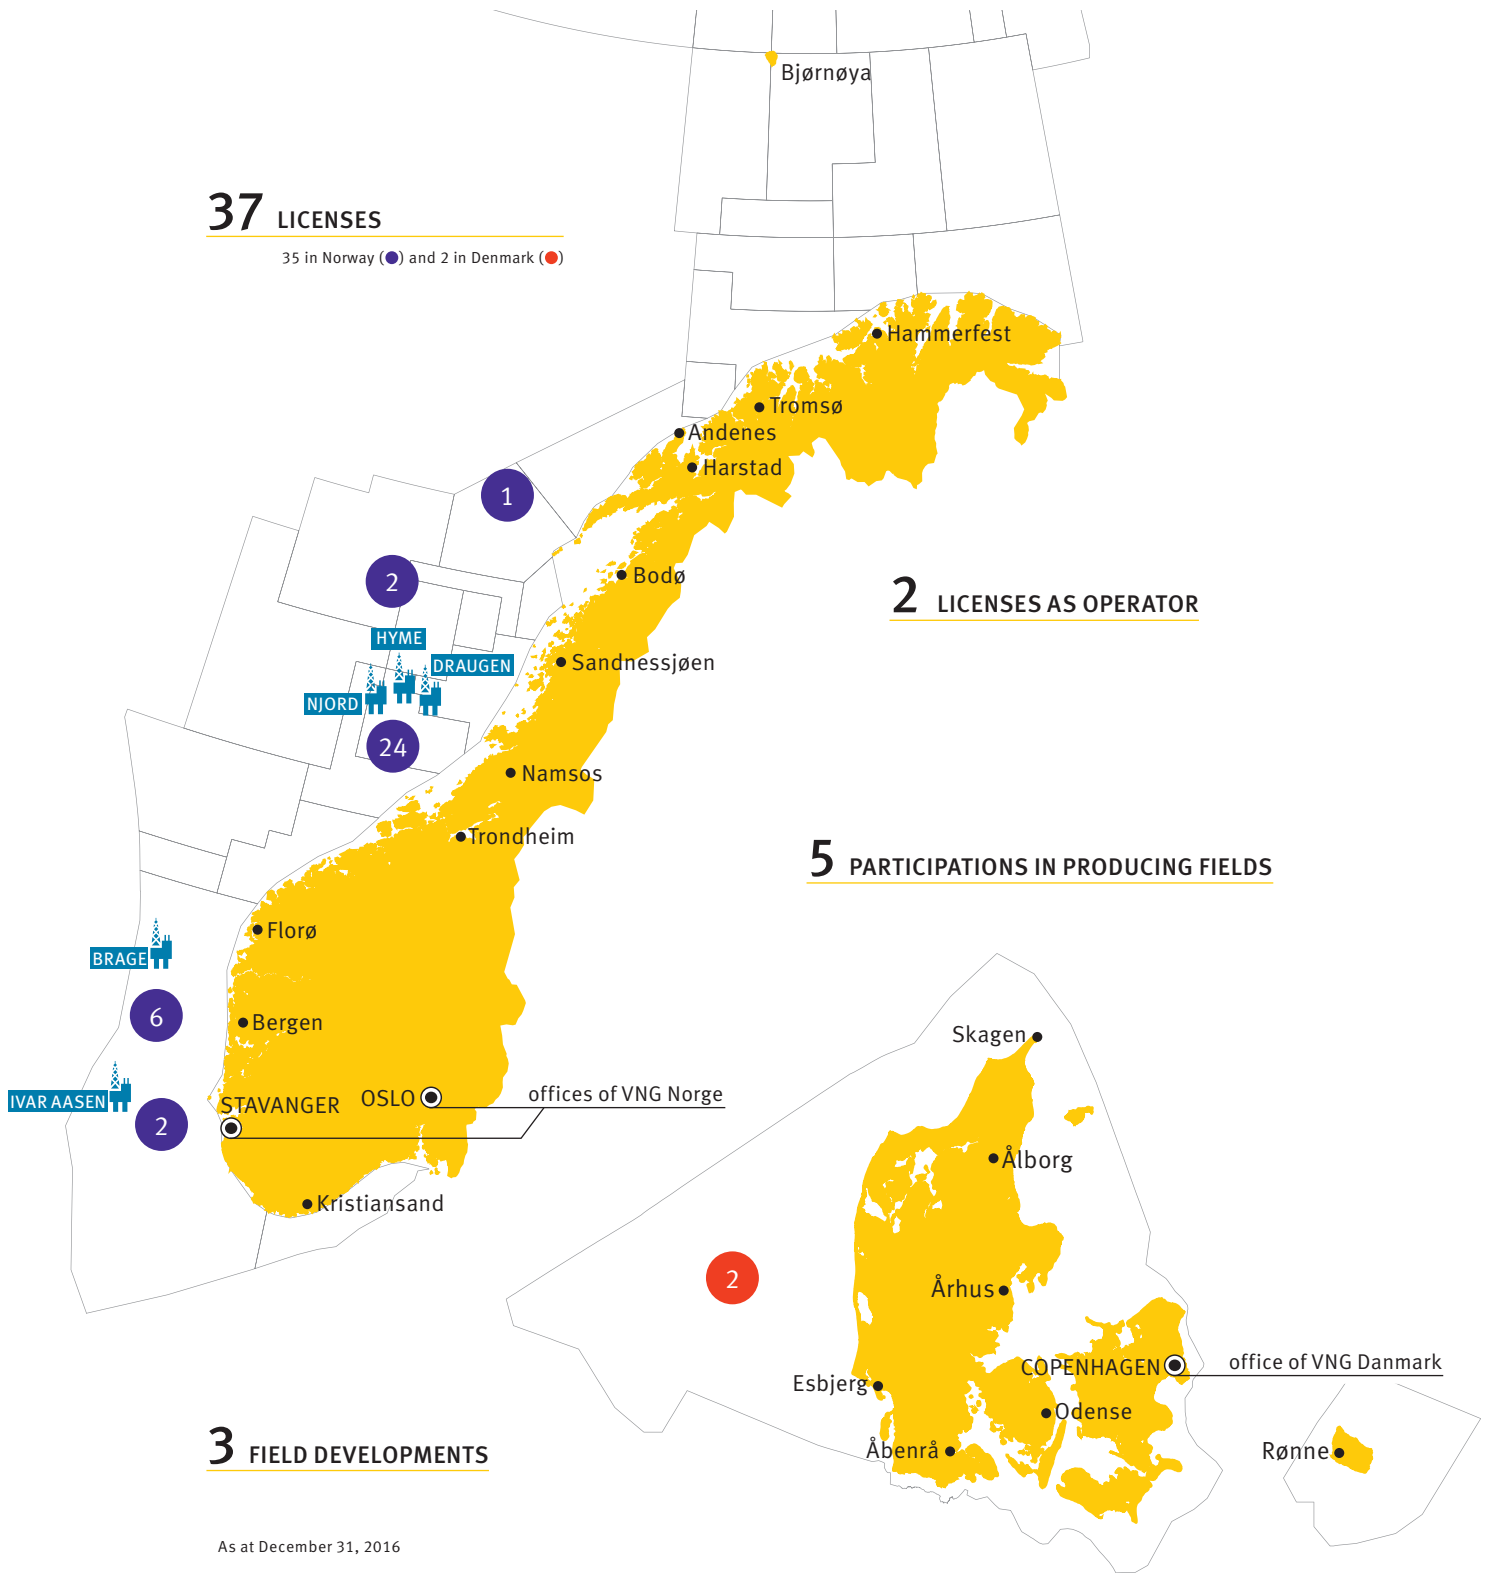 Bjørnøya
37 LICENSES
35 in Norway (●) and 2 in Denmark (●)
Hammerfest
Tromsø
Andenes
Harstad
1
2
Bodø
2 LICENSES AS OPERATOR
HYME
DRAUGEN
Sandnessjøen
NJORD
24
Namsos
Trondheim
5 PARTICIPATIONS IN PRODUCING FIELDS
Florø
BRAGE
6
Bergen
Skagen
IVAR AASEN
STAVANGER
OSLO
offices of VNG Norge
2
Ålborg
Kristiansand
2
Århus
COPENHAGEN
office of VNG Danmark
Esbjerg
Odense
3 FIELD DEVELOPMENTS
Åbenrå
Rønne
As at December 31, 2016